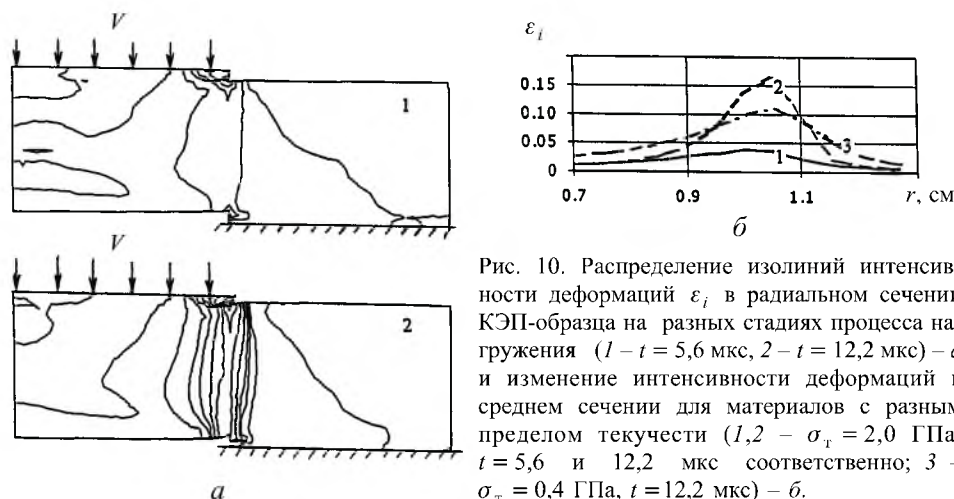 V
1
V
2
а
ε_i
0.15
0.10
0.05
0
2
3
1
0.7 0.9 1.1 r, см
б
Рис. 10. Распределение изолиний интенсив-
ности деформаций ε_i в радиальном сечении
КЭП-образца на разных стадиях процесса на-
гружения (1 – t = 5,6 мкс, 2 – t = 12,2 мкс) –
и изменение интенсивности деформаций
среднем сечении для материалов с разным
пределом текучести (1,2 – σ_т = 2,0 ГПа,
t = 5,6 и 12,2 мкс соответственно; 3 –
σ_т = 0,4 ГПа, t = 12,2 мкс) – б.